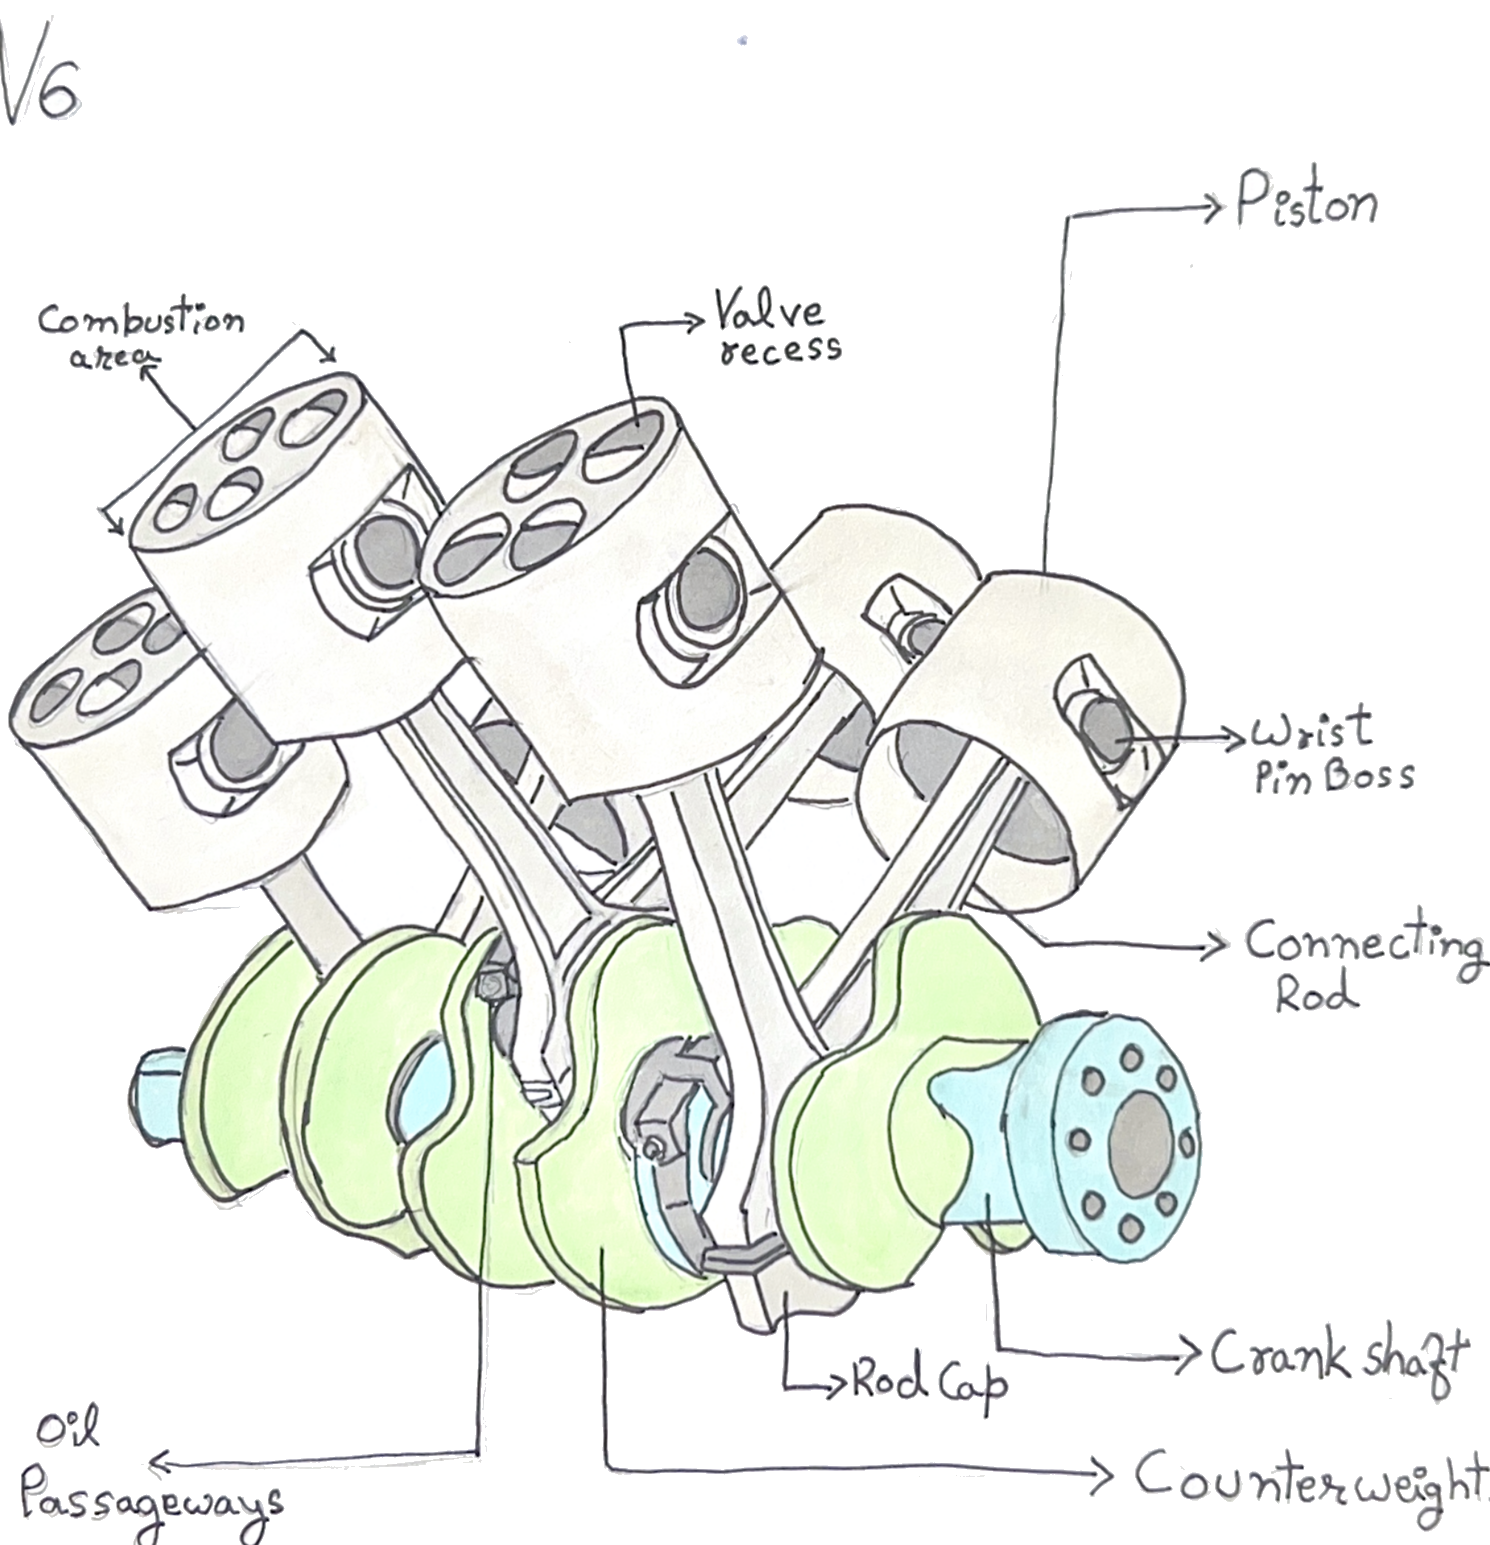 V6
Piston
Combustion
area
Valve
recess
Wrist
Pin Boss
Connecting
Rod
Crank shaft
Rod Cap
Oil
Passageways
Counterweight